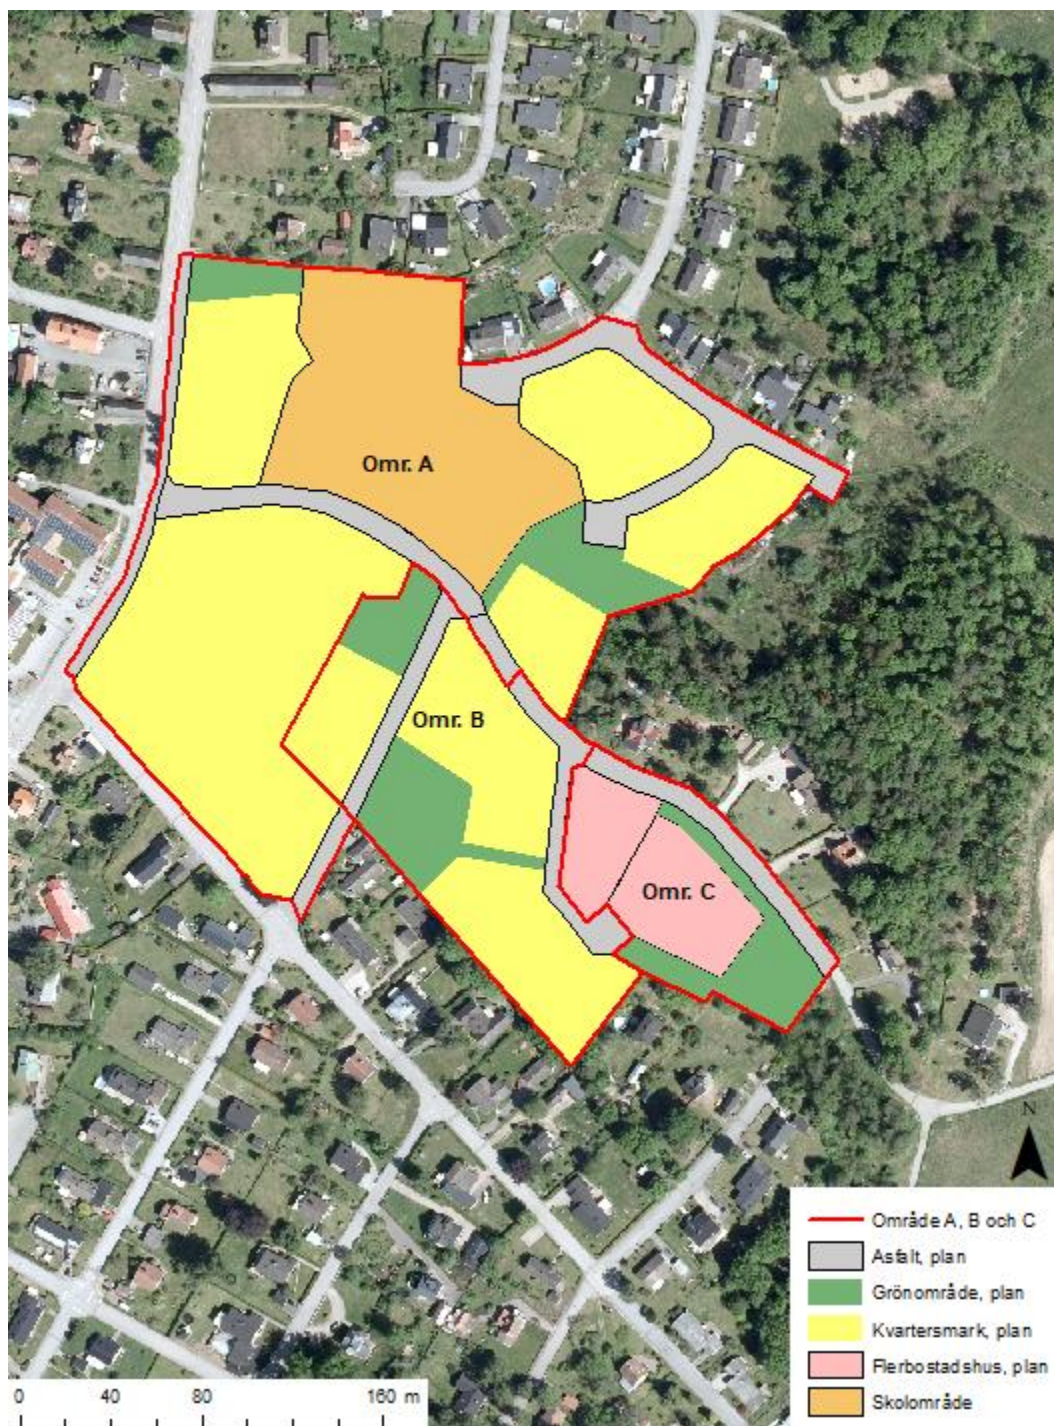 Omr. A
Omr. B
Omr. C
N
Område A, B och C
Asfalt, plan
Grönområde, plan
Kvartersmark, plan
Flerbostadshus, plan
Skolområde
0 40 80 160 m